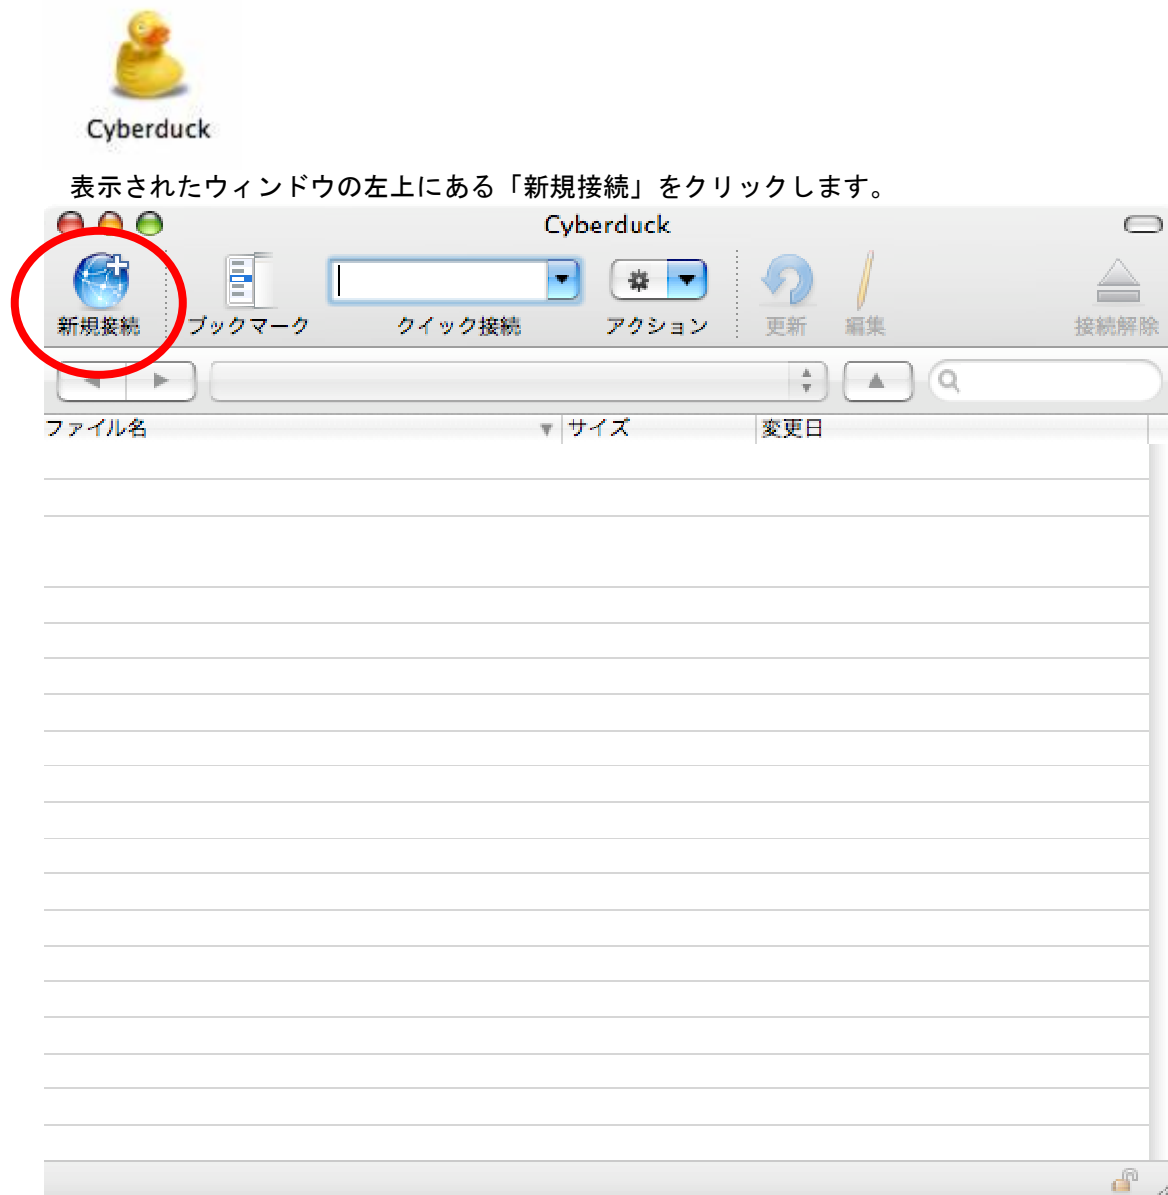 Cyberduck
表示されたウィンドウの左上にある「新規接続」をクリックします。
Cyberduck
新規接続 ブックマーク クイック接続 アクション 更新 編集 接続解除
ファイル名 サイズ 変更日